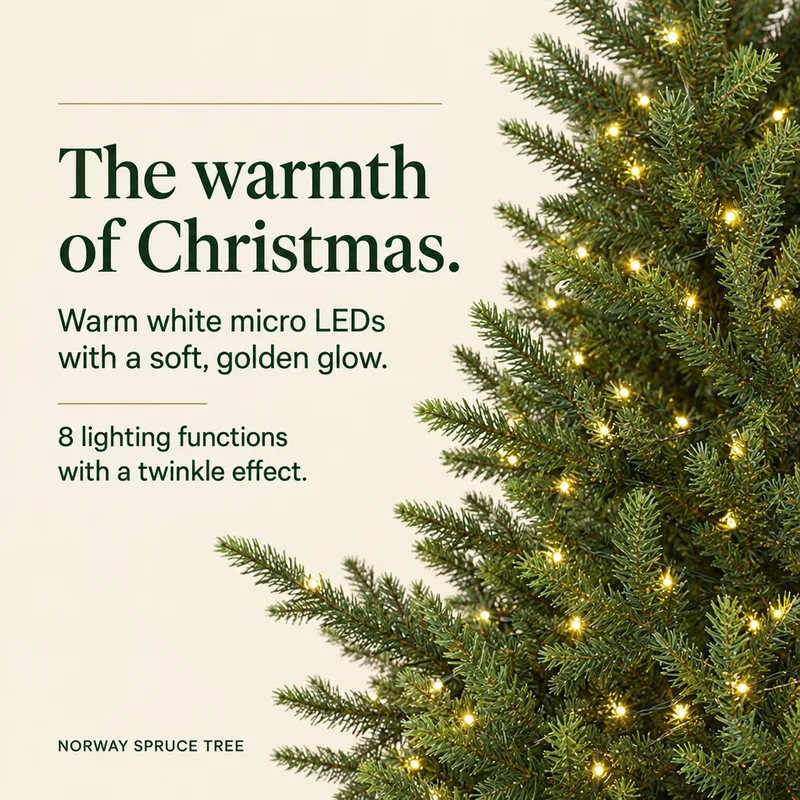 The warmth
of Christmas.
Warm white micro LEDs
with a soft, golden glow.
8 lighting functions
with a twinkle effect.
NORWAY SPRUCE TREE